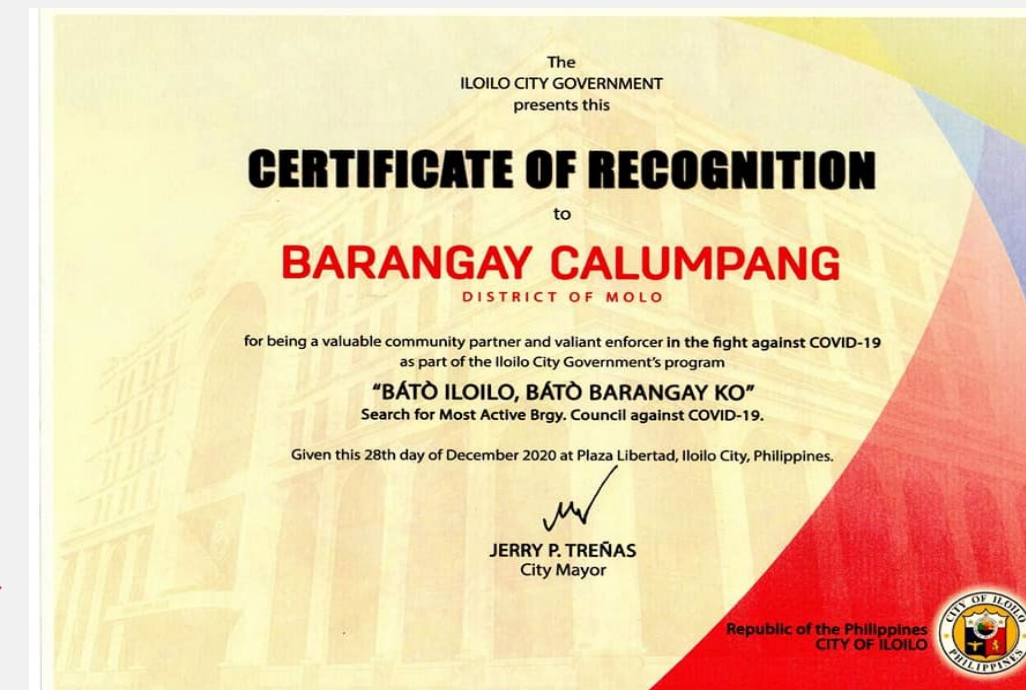 The
ILOILO CITY GOVERNMENT
presents this
CERTIFICATE OF RECOGNITION
to
BARANGAY CALUMPANG
DISTRICT OF MOLO
for being a valuable community partner and valiant enforcer in the fight against COVID-19
as part of the Iloilo City Government's program
"BÁTÒ ILOILO, BÁTÒ BARANGAY KO"
Search for Most Active Brgy. Council against COVID-19.
Given this 28th day of December 2020 at Plaza Libertad, Iloilo City, Philippines.
JERRY P. TREÑAS
City Mayor
Republic of the Philippines
CITY OF ILOILO
CITY OF ILOILO
PHILIPPINES